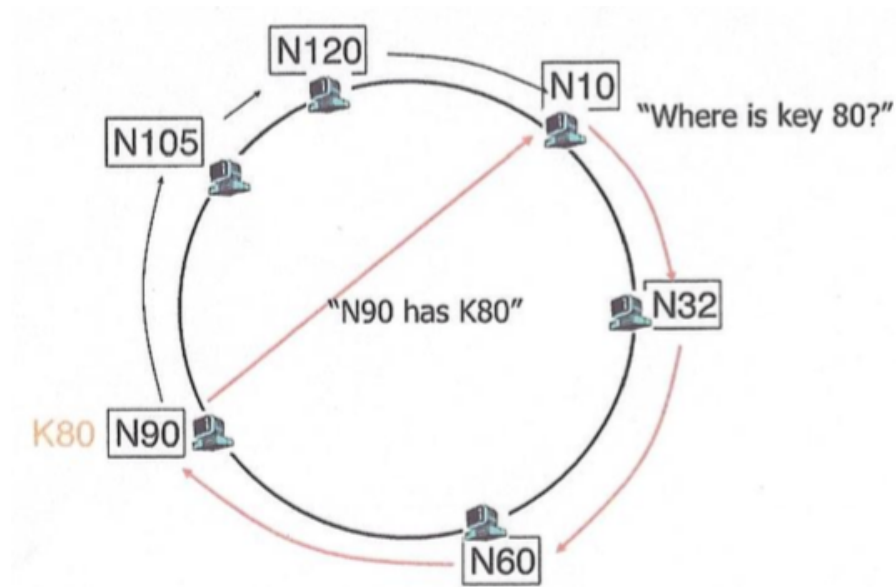 N120
N10
“Where is key 80?”
N105
N32
“N90 has K80”
K80 N90
N60